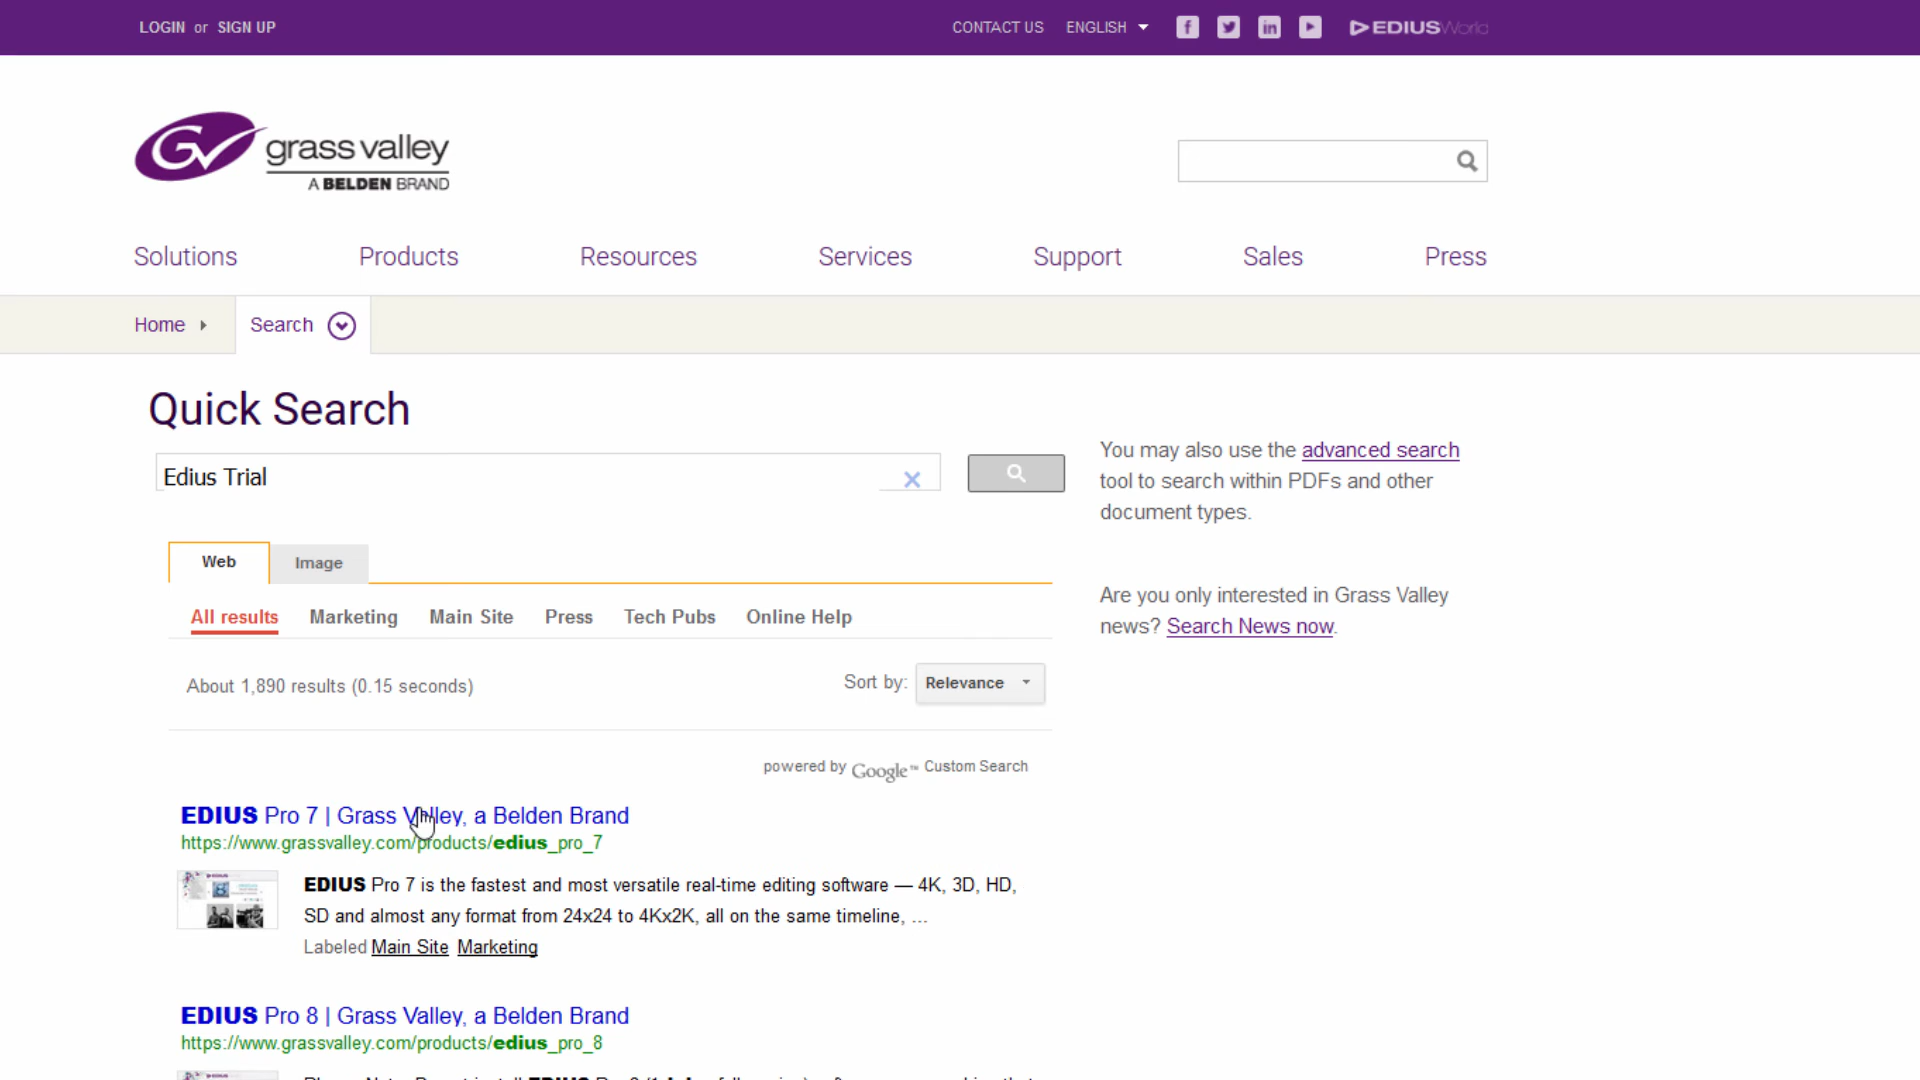 LOGIN or SIGN UP
CONTACT US ENGLISH
EDIUSWorld
GV grass valley
A BELDEN BRAND
Solutions Products Resources Services Support Sales Press
Home Search
Quick Search
Edius Trial
You may also use the advanced search
tool to search within PDFs and other
document types.
Web Image
Are you only interested in Grass Valley
news? Search News now.
All results Marketing Main Site Press Tech Pubs Online Help
About 1,890 results (0.15 seconds)
Sort by: Relevance
powered by Google™ Custom Search
EDIUS Pro 7 | Grass Valley, a Belden Brand
https://www.grassvalley.com/products/edius_pro_7
EDIUS Pro 7 is the fastest and most versatile real-time editing software — 4K, 3D, HD,
SD and almost any format from 24x24 to 4Kx2K, all on the same timeline, ...
Labeled Main Site Marketing
EDIUS Pro 8 | Grass Valley, a Belden Brand
https://www.grassvalley.com/products/edius_pro_8